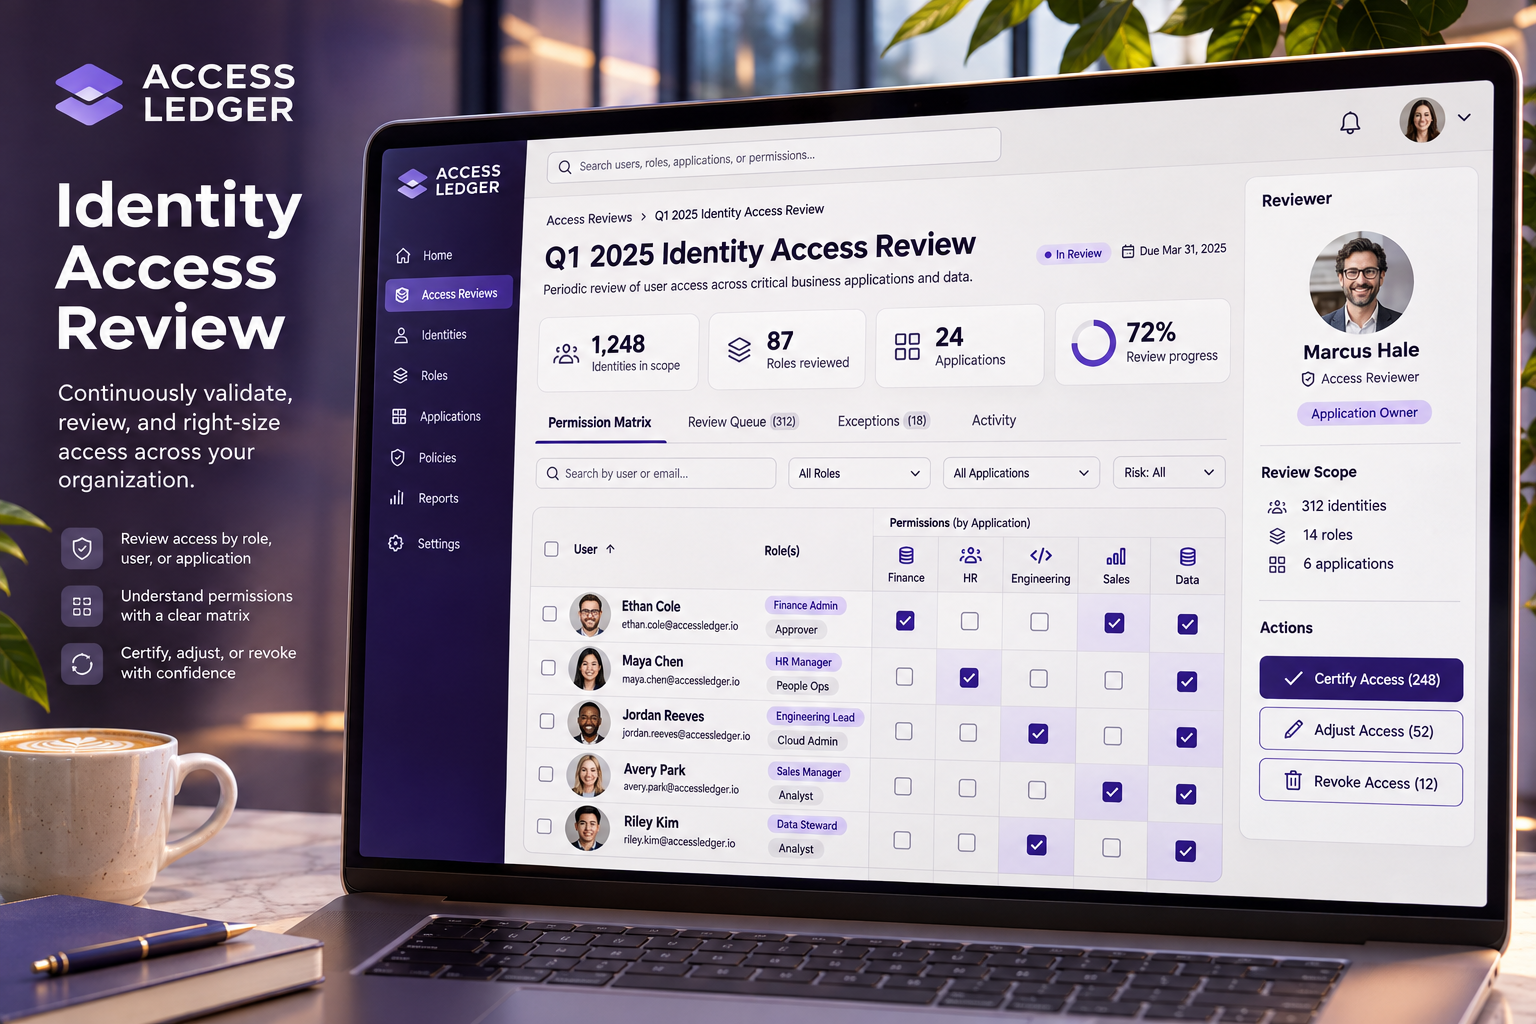 ACCESS
LEDGER
Identity
Access
Review
Continuously validate,
review, and right-size
access across your
organization.
Review access by role,
user, or application
Understand permissions
with a clear matrix
Certify, adjust, or revoke
with confidence
ACCESS
LEDGER
Home
Access Reviews
Identities
Roles
Applications
Policies
Reports
Settings
Search users, roles, applications, or permissions...
Access Reviews > Q1 2025 Identity Access Review
Q1 2025 Identity Access Review
In Review
Due Mar 31, 2025
Periodic review of user access across critical business applications and data.
1,248
Identities in scope
87
Roles reviewed
24
Applications
72%
Review progress
Permission Matrix
Review Queue (312)
Exceptions (18)
Activity
Search by user or email...
All Roles
All Applications
Risk: All
User ↑
Role(s)
Permissions (by Application)
Finance
HR
Engineering
Sales
Data
Ethan Cole
ethan.cole@accessledger.io
Finance Admin
Approver
Maya Chen
maya.chen@accessledger.io
HR Manager
People Ops
Jordan Reeves
jordan.reeves@accessledger.io
Engineering Lead
Cloud Admin
Avery Park
avery.park@accessledger.io
Sales Manager
Analyst
Riley Kim
riley.kim@accessledger.io
Data Steward
Analyst
Reviewer
Marcus Hale
Access Reviewer
Application Owner
Review Scope
312 identities
14 roles
6 applications
Actions
Certify Access (248)
Adjust Access (52)
Revoke Access (12)